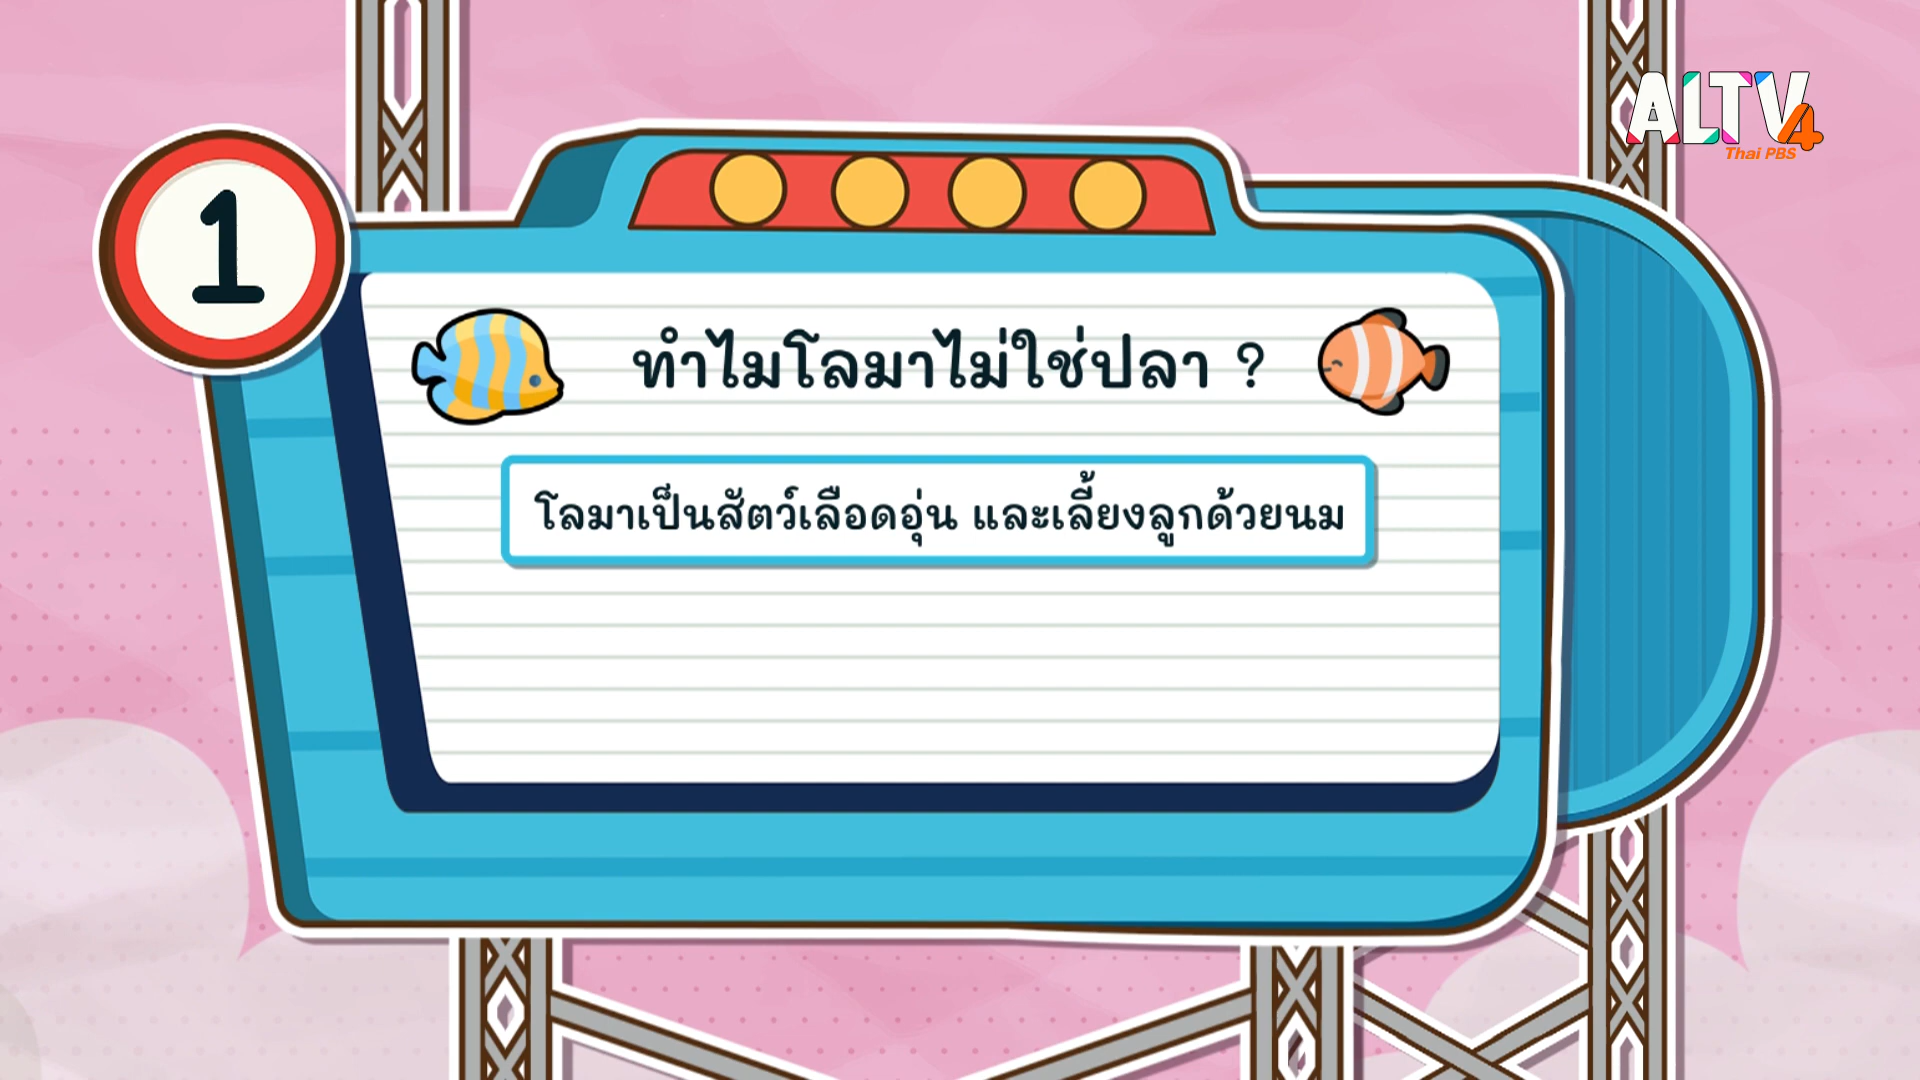 ALTV4
Thai PBS
1
ทำไมโลมาไม่ใช่ปลา ?
โลมาเป็นสัตว์เลือดอุ่น และเลี้ยงลูกด้วยนม